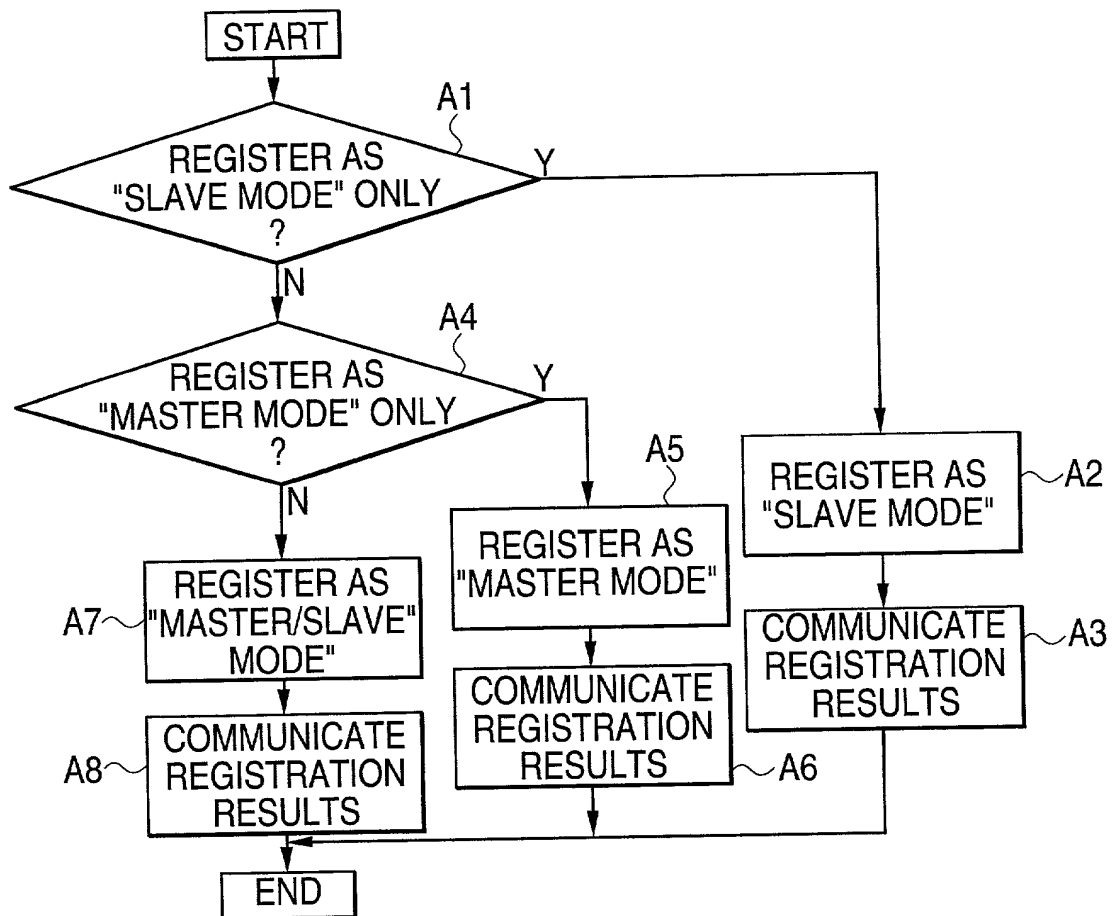 START
A1
REGISTER AS
"SLAVE MODE" ONLY
?
Y
N
A4
REGISTER AS
"MASTER MODE" ONLY
?
Y
N
A5
REGISTER AS
"MASTER MODE"
REGISTER AS
"SLAVE MODE"
A2
A7
REGISTER AS
"MASTER/SLAVE"
MODE"
COMMUNICATE
REGISTRATION
RESULTS
A3
COMMUNICATE
REGISTRATION
RESULTS
A6
A8
COMMUNICATE
REGISTRATION
RESULTS
END